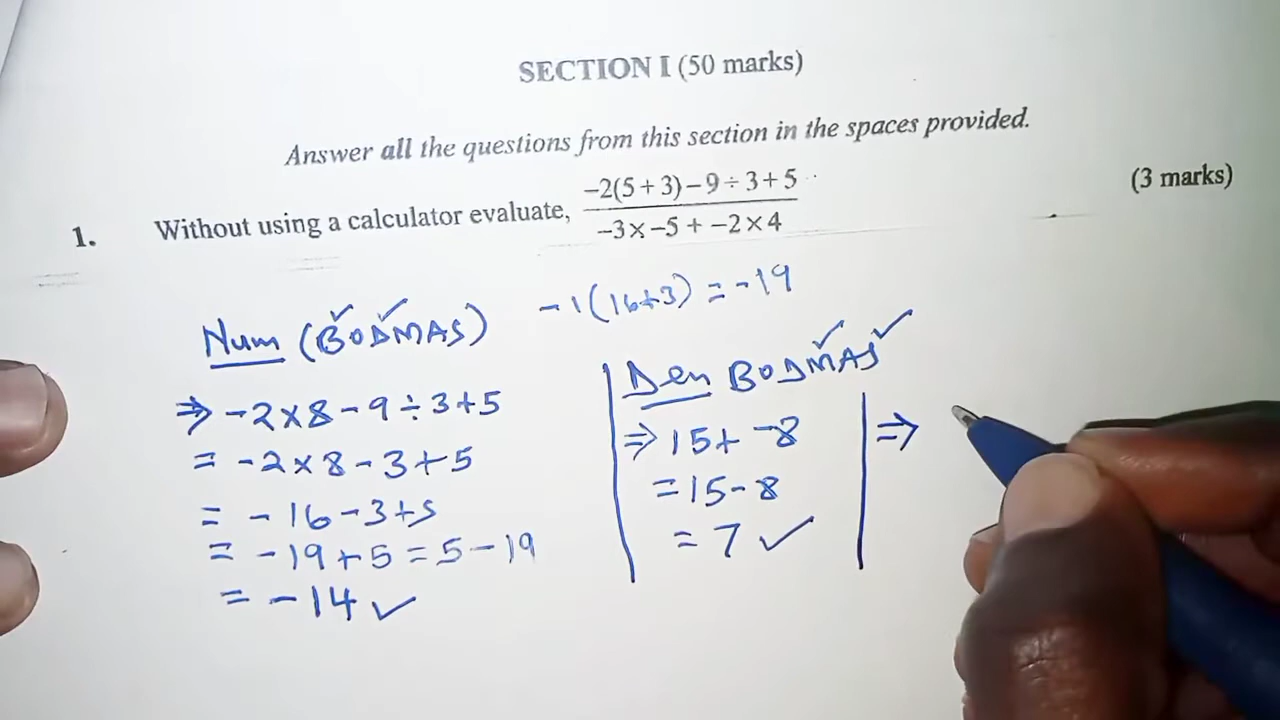 SECTION I (50 marks)
Answer all the questions from this section in the spaces provided.
1. Without using a calculator evaluate, -2(5+3)-9÷3+5 / -3×-5+-2×4 (3 marks)
-1(16+3) = -19
Num (BODMAS)
⇒ -2×8-9÷3+5
= -2×8-3+5
= -16-3+5
= -19+5=5-19
= -14 ✓
Den BODMAS
⇒ 15+ -8
= 15-8
= 7 ✓
⇒